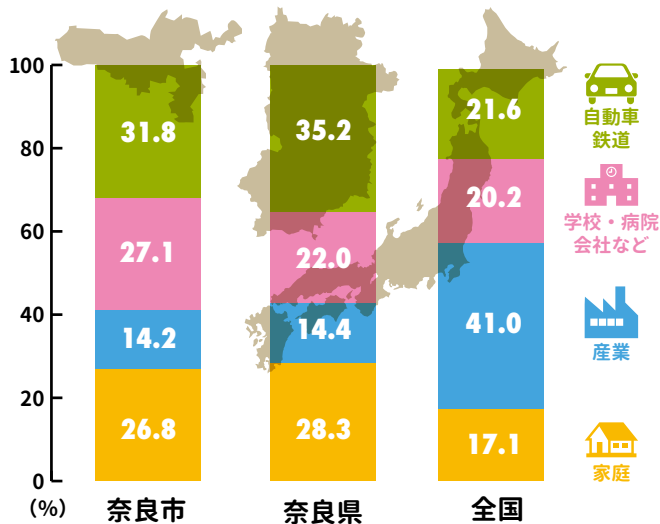 100
80
60
40
20
0
(%)
31.8
27.1
14.2
26.8
奈良市
35.2
22.0
14.4
28.3
奈良県
21.6
20.2
41.0
17.1
全国
自動車
鉄道
学校・病院
会社など
産業
家庭